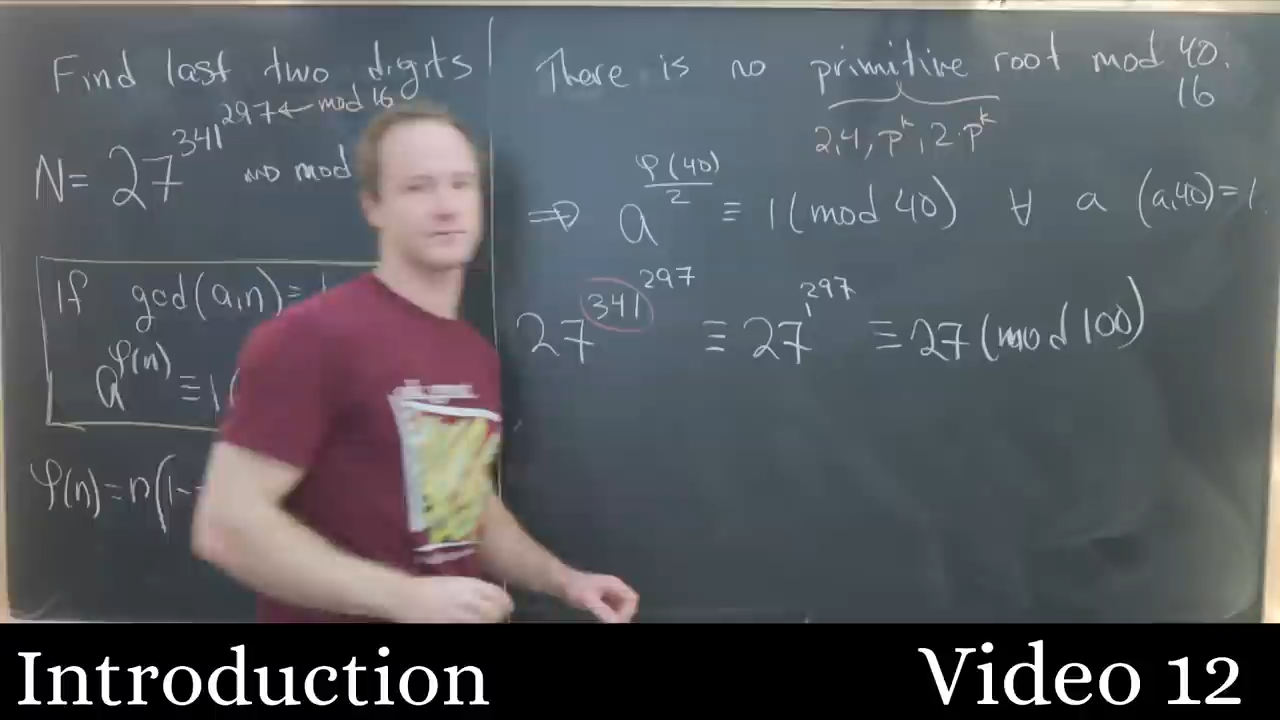 Find last two digits
N= 27^341^297 ← mod 16
⇝ mod
If gcd(a,n)=1
a^φ(n) ≡ 1(
φ(n)=n(1-
There is no primitive root mod 40.
16
2,4, p^k, 2·p^k
⇒ a^(φ(40)/2) ≡ 1 (mod 40) ∀ a (a,40)=1.
27^341^297 ≡ 27^1^297 ≡ 27 (mod 100)
Introduction
Video 12